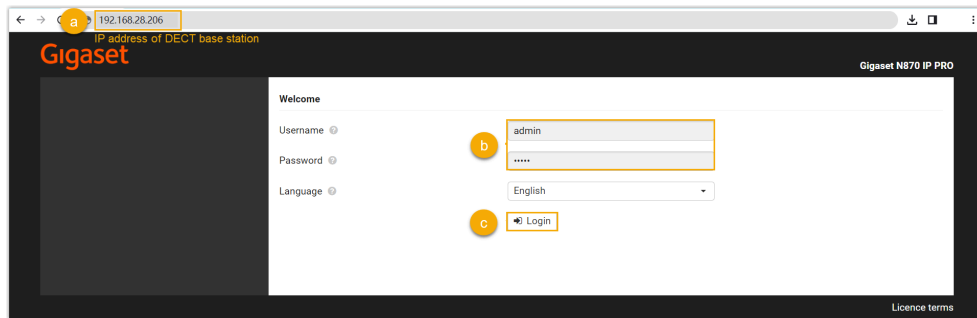 a
192.168.28.206
IP address of DECT base station
Gigaset
Gigaset N870 IP PRO
Welcome
Username
admin
b
Password
•••••
Language
English
c
Login
Licence terms